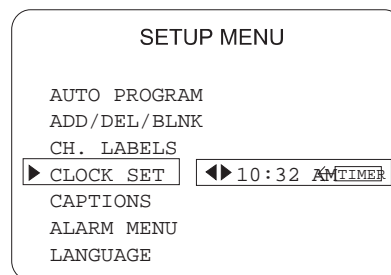 SETUP MENU
AUTO PROGRAM
ADD/DEL/BLNK
CH. LABELS
CLOCK SET 10:32 AM TIMER
CAPTIONS
ALARM MENU
LANGUAGE